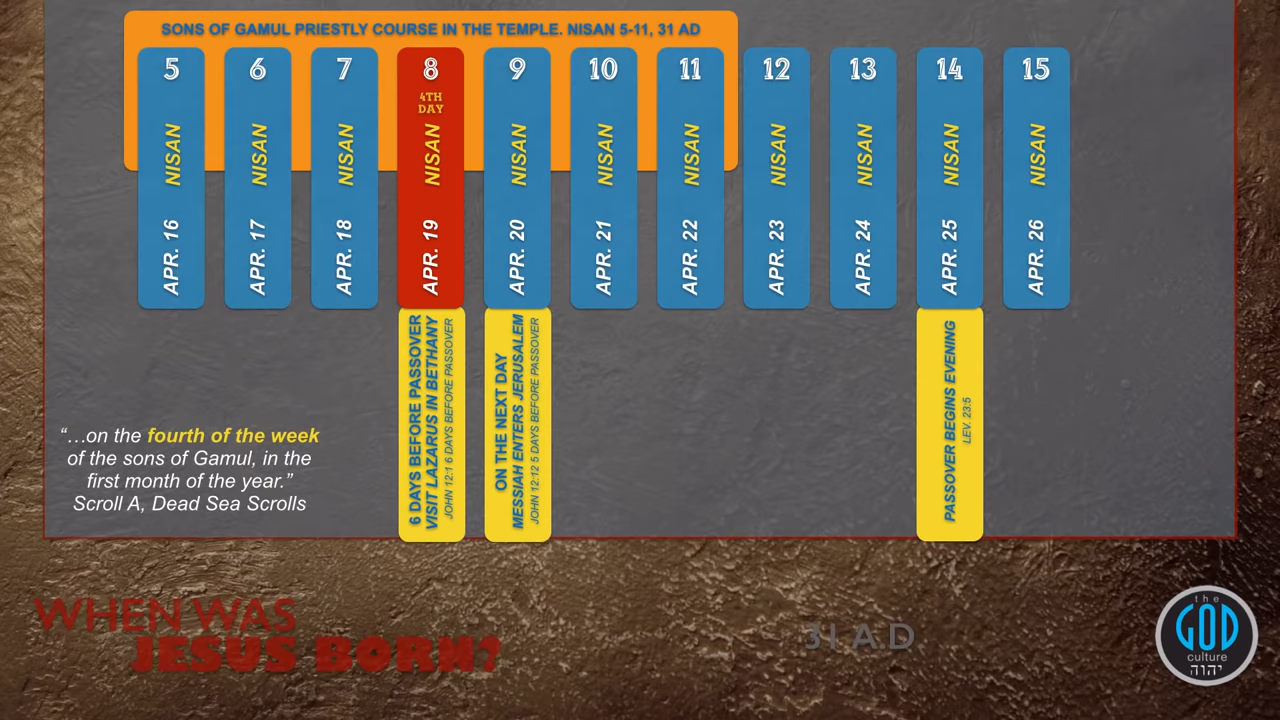 SONS OF GAMUL PRIESTLY COURSE IN THE TEMPLE. NISAN 5-11, 31 AD
5
NISAN
APR. 16
6
NISAN
APR. 17
7
NISAN
APR. 18
8
4TH
DAY
NISAN
APR. 19
9
NISAN
APR. 20
10
NISAN
APR. 21
11
NISAN
APR. 22
12
NISAN
APR. 23
13
NISAN
APR. 24
14
NISAN
APR. 25
15
NISAN
APR. 26
6 DAYS BEFORE PASSOVER
VISIT LAZARUS IN BETHANY
JOHN 12:1 6 DAYS BEFORE PASSOVER
ON THE NEXT DAY
MESSIAH ENTERS JERUSALEM
JOHN 12:12 5 DAYS BEFORE PASSOVER
PASSOVER BEGINS EVENING
LEV. 23:5
“…on the fourth of the week
of the sons of Gamul, in the
first month of the year.”
Scroll A, Dead Sea Scrolls
WHEN WAS
JESUS BORN?
31 A.D.
the
GOD
culture
יהוה